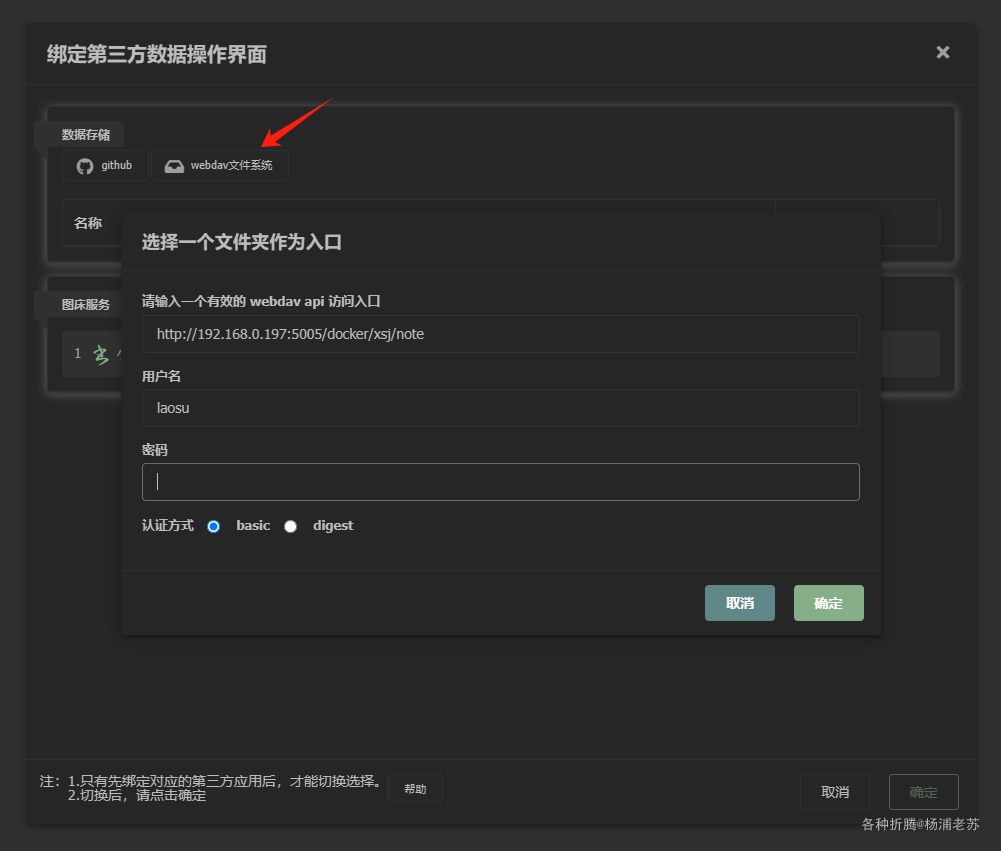 绑定第三方数据操作界面
数据存储
github
webdav文件系统
名称
选择一个文件夹作为入口
请输入一个有效的 webdav api 访问入口
http://192.168.0.197:5005/docker/xsj/note
用户名
laosu
密码
认证方式 basic digest
取消 确定
图床服务
1
注: 1.只有先绑定对应的第三方应用后，才能切换选择。 帮助
2.切换后，请点击确定
取消 确定
各种折腾@杨浦老苏